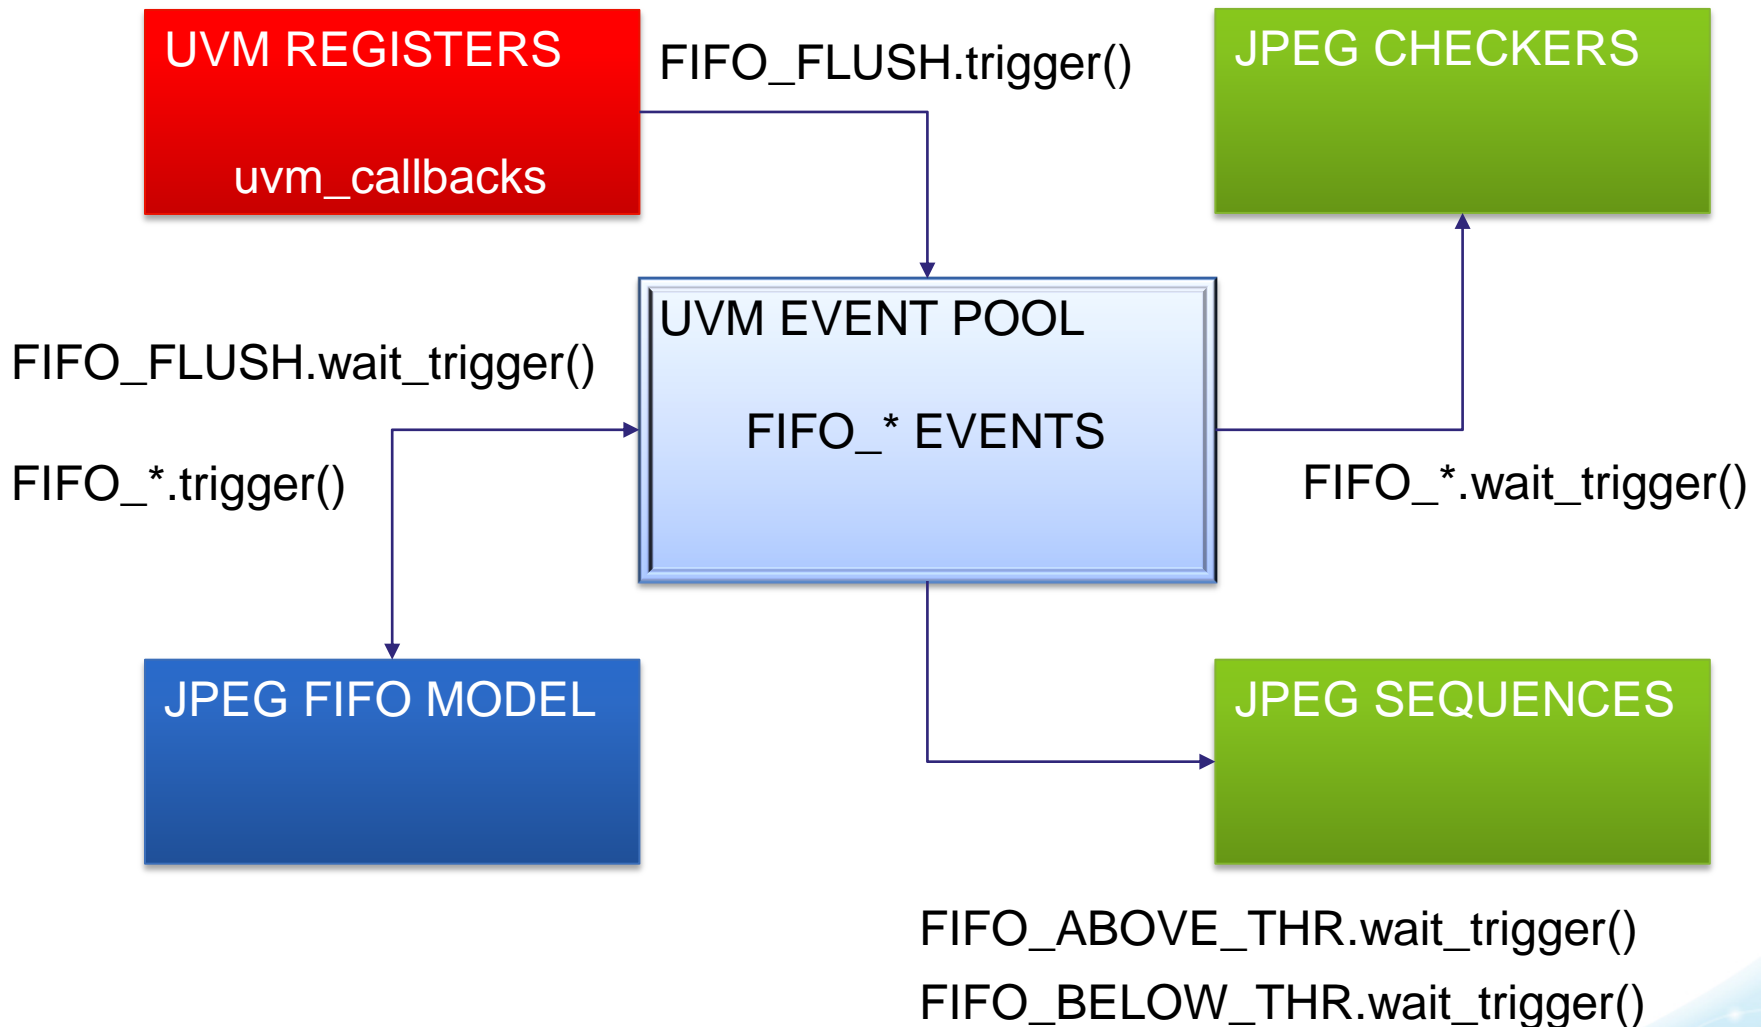 UVM REGISTERS
uvm_callbacks
FIFO_FLUSH.trigger()
JPEG CHECKERS
UVM EVENT POOL
FIFO_* EVENTS
FIFO_FLUSH.wait_trigger()
FIFO_*.trigger()
FIFO_*.wait_trigger()
JPEG FIFO MODEL
JPEG SEQUENCES
FIFO_ABOVE_THR.wait_trigger()
FIFO_BELOW_THR.wait_trigger()